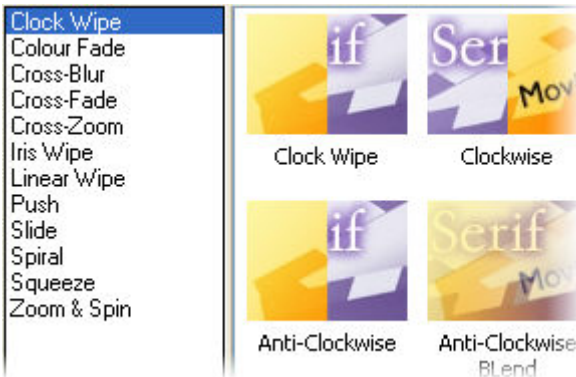 Clock Wipe
Colour Fade
Cross-Blur
Cross-Fade
Cross-Zoom
Iris Wipe
Linear Wipe
Push
Slide
Spiral
Squeeze
Zoom & Spin
if
Ser
Mov
Clock Wipe
Clockwise
if
Serif
Mov
Anti-Clockwise
Anti-Clockwise
BLend